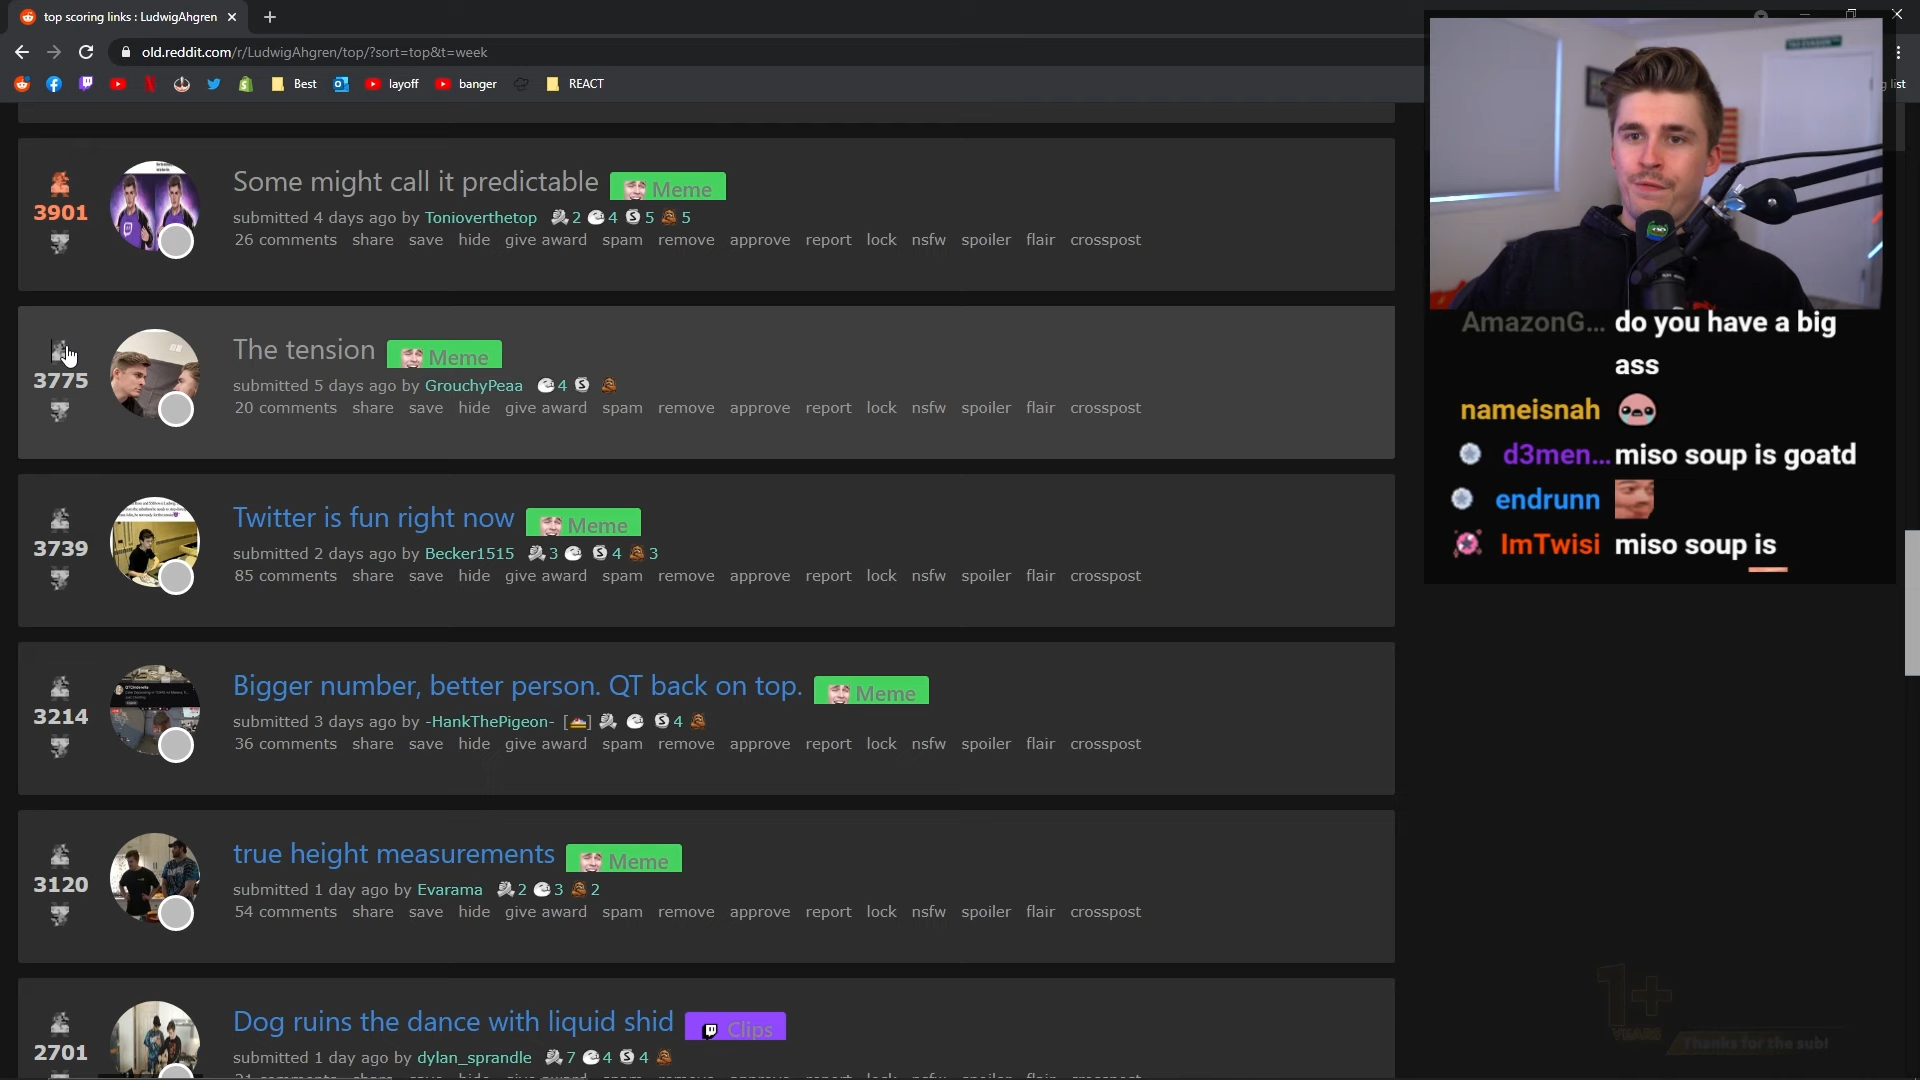 top scoring links : LudwigAhgren
old.reddit.com/r/LudwigAhgren/top/?sort=top&t=week
Best layoff banger REACT
list
3901
Some might call it predictable Meme
submitted 4 days ago by Tonioverthetop 2 4 5 5
26 comments share save hide give award spam remove approve report lock nsfw spoiler flair crosspost
3775
The tension Meme
submitted 5 days ago by GrouchyPeaa 4
20 comments share save hide give award spam remove approve report lock nsfw spoiler flair crosspost
3739
Twitter is fun right now Meme
submitted 2 days ago by Becker1515 3 4 3
85 comments share save hide give award spam remove approve report lock nsfw spoiler flair crosspost
3214
Bigger number, better person. QT back on top. Meme
submitted 3 days ago by -HankThePigeon- [ ] 4
36 comments share save hide give award spam remove approve report lock nsfw spoiler flair crosspost
3120
true height measurements Meme
submitted 1 day ago by Evarama 2 3 2
54 comments share save hide give award spam remove approve report lock nsfw spoiler flair crosspost
2701
Dog ruins the dance with liquid shid Clips
submitted 1 day ago by dylan_sprandle 7 4 4
AmazonG... do you have a big
ass
nameisnah
d3men... miso soup is goatd
endrunn
ImTwisi miso soup is
1+
YEARS
Thanks for the sub!